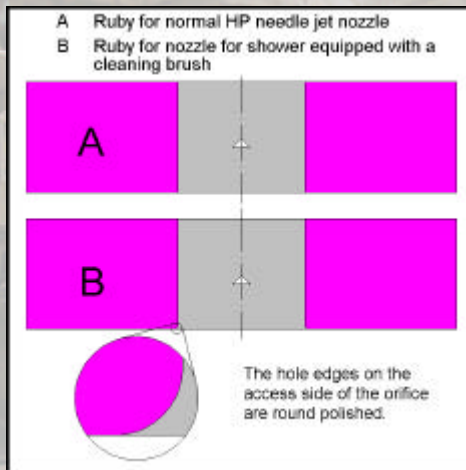 A Ruby for normal HP needle jet nozzle
B Ruby for nozzle for shower equipped with a
cleaning brush
A
B
The hole edges on the
access side of the orifice
are round polished.